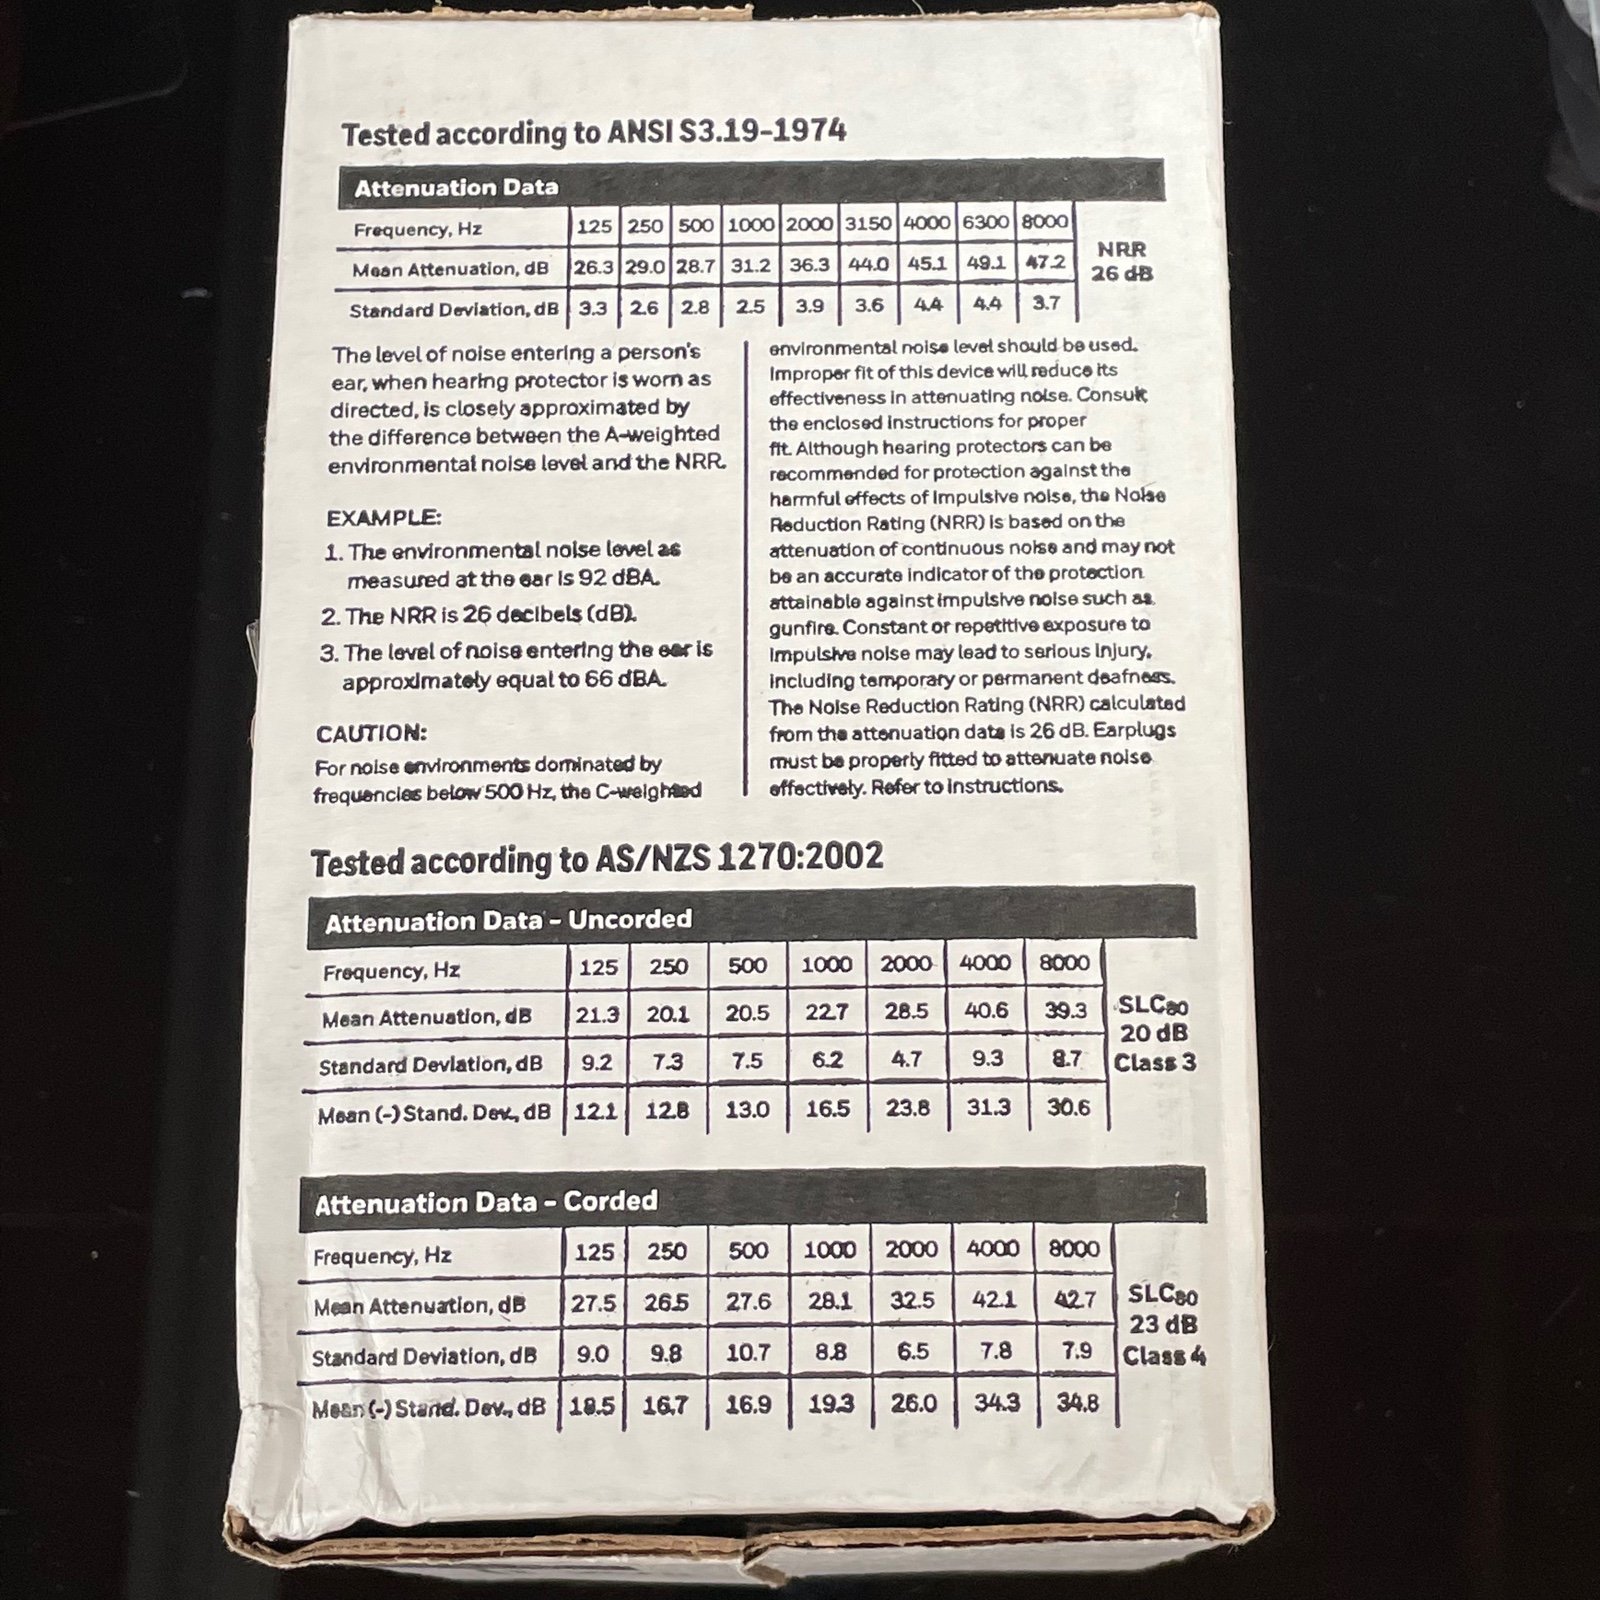 Tested according to ANSI S3.19-1974
Attenuation Data
Frequency, Hz 125 250 500 1000 2000 3150 4000 6300 8000
Mean Attenuation, dB 26.3 29.0 28.7 31.2 36.3 44.0 45.1 49.1 47.2
Standard Deviation, dB 3.3 2.6 2.8 2.5 3.9 3.6 4.4 4.4 3.7
NRR
26 dB
The level of noise entering a person's
ear, when hearing protector is worn as
directed, is closely approximated by
the difference between the A-weighted
environmental noise level and the NRR.
EXAMPLE:
1. The environmental noise level as
measured at the ear is 92 dBA.
2. The NRR is 26 decibels (dB).
3. The level of noise entering the ear is
approximately equal to 66 dBA.
CAUTION:
For noise environments dominated by
frequencies below 500 Hz, the C-weighted
environmental noise level should be used.
Improper fit of this device will reduce its
effectiveness in attenuating noise. Consult
the enclosed instructions for proper
fit. Although hearing protectors can be
recommended for protection against the
harmful effects of impulsive noise, the Noise
Reduction Rating (NRR) is based on the
attenuation of continuous noise and may not
be an accurate indicator of the protection
attainable against impulsive noise such as
gunfire. Constant or repetitive exposure to
impulsive noise may lead to serious injury,
including temporary or permanent deafness.
The Noise Reduction Rating (NRR) calculated
from the attenuation data is 26 dB. Earplugs
must be properly fitted to attenuate noise
effectively. Refer to instructions.
Tested according to AS/NZS 1270:2002
Attenuation Data - Uncorded
Frequency, Hz 125 250 500 1000 2000 4000 8000
Mean Attenuation, dB 21.3 20.1 20.5 22.7 28.5 40.6 39.3
Standard Deviation, dB 9.2 7.3 7.5 6.2 4.7 9.3 8.7
Mean (-) Stand. Dev., dB 12.1 12.8 13.0 16.5 23.8 31.3 30.6
SLC80
20 dB
Class 3
Attenuation Data - Corded
Frequency, Hz 125 250 500 1000 2000 4000 8000
Mean Attenuation, dB 27.5 26.5 27.6 28.1 32.5 42.1 42.7
Standard Deviation, dB 9.0 9.8 10.7 8.8 6.5 7.8 7.9
Mean (-) Stand. Dev., dB 18.5 16.7 16.9 19.3 26.0 34.3 34.8
SLC80
23 dB
Class 4